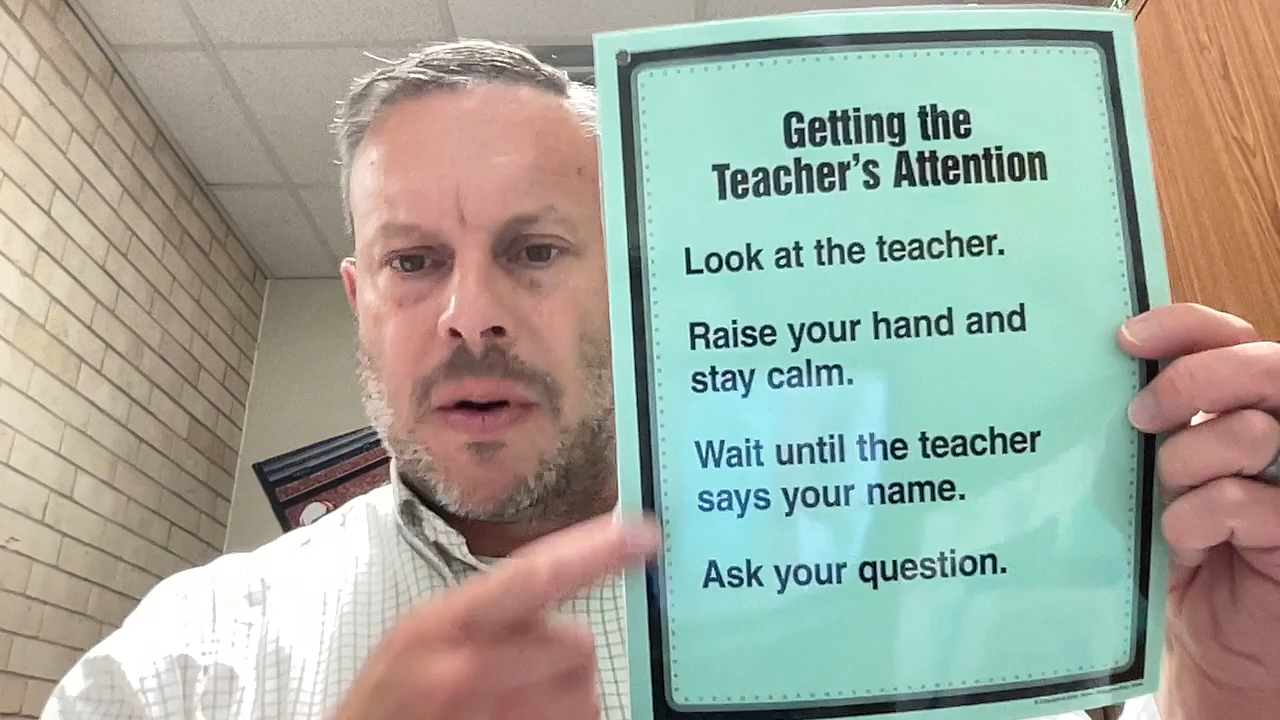 Getting the
Teacher's Attention
Look at the teacher.
Raise your hand and
stay calm.
Wait until the teacher
says your name.
Ask your question.